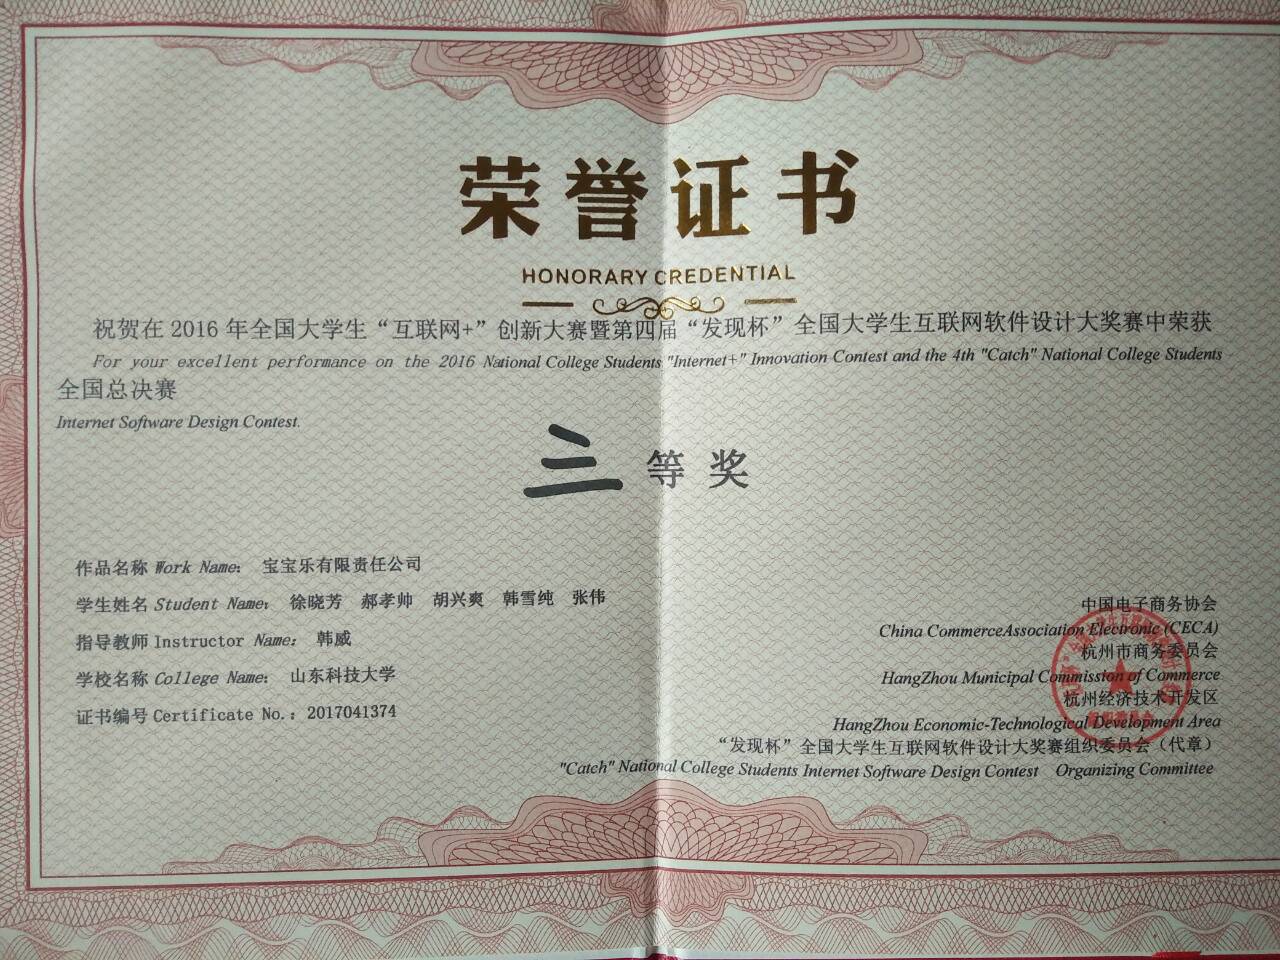 荣誉证书
HONORARY CREDENTIAL
祝贺在 2016 年全国大学生“互联网+”创新大赛暨第四届“发现杯”全国大学生互联网软件设计大奖赛中荣获
For your excellent performance on the 2016 National College Students "Internet+" Innovation Contest and the 4th "Catch" National College Students
全国总决赛
Internet Software Design Contest.
三等奖
作品名称 Work Name： 宝宝乐有限责任公司
学生姓名 Student Name： 徐晓芳 郝孝帅 胡兴爽 韩雪纯 张伟
指导教师 Instructor Name： 韩威
学校名称 College Name： 山东科技大学
证书编号 Certificate No.：2017041374
中国电子商务协会
China CommerceAssociation Electronic (CECA)
杭州市商务委员会
HangZhou Municipal Commission of Commerce
杭州经济技术开发区
HangZhou Economic-Technological Development Area
“发现杯”全国大学生互联网软件设计大奖赛组织委员会（代章）
"Catch" National College Students Internet Software Design Contest Organizing Committee